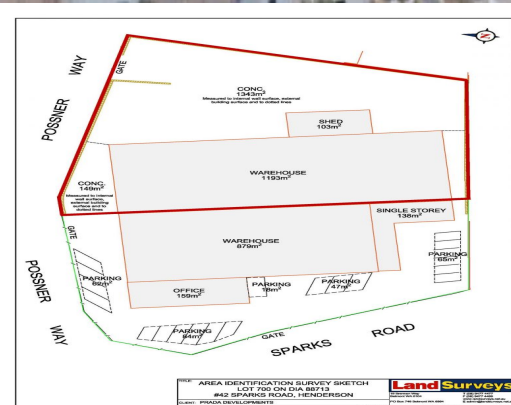 POSSNER WAY
GATE
CONC.
1343m²
Measured to internal wall surface, external
building surface and to dotted lines
SHED
103m²
WAREHOUSE
1193m²
CONC.
149m²
Measured to internal
wall surface,
external building
surface and to
dotted lines
SINGLE STOREY
138m²
GATE
WAREHOUSE
879m²
POSSNER WAY
PARKING
62m²
OFFICE
159m²
PARKING
18m²
PARKING
47m²
PARKING
65m²
PARKING
64m²
GATE
SPARKS ROAD
TITLE: AREA IDENTIFICATION SURVEY SKETCH
LOT 700 ON DIA 88713
#42 SPARKS ROAD, HENDERSON
CLIENT: PRADA DEVELOPMENTS
Land Surveys